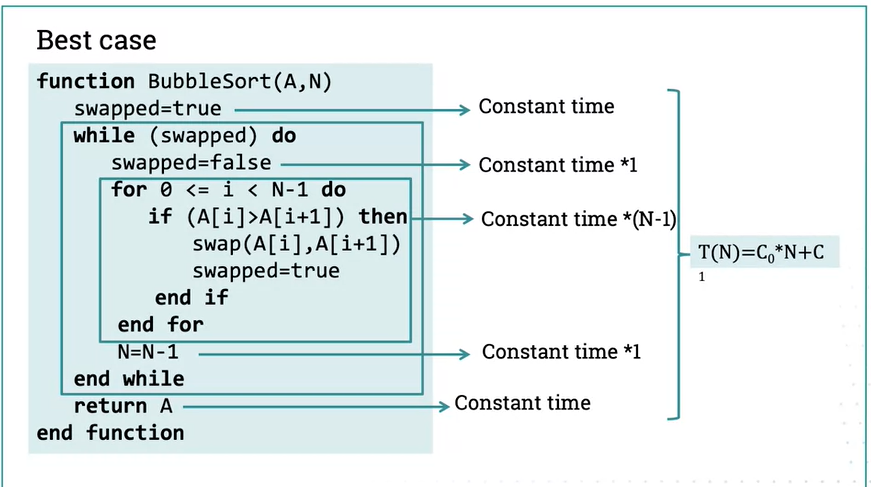 Best case
function BubbleSort(A,N)
swapped=true
Constant time
while (swapped) do
swapped=false
Constant time *1
for 0 <= i < N-1 do
if (A[i]>A[i+1]) then
Constant time *(N-1)
swap(A[i],A[i+1])
swapped=true
T(N)=C₀*N+C
1
end if
end for
N=N-1
Constant time *1
end while
return A
Constant time
end function